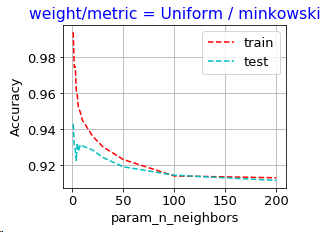 weight/metric = Uniform / minkowski
train
test
0.98
0.96
0.94
0.92
Accuracy
0
50
100
150
200
param_n_neighbors